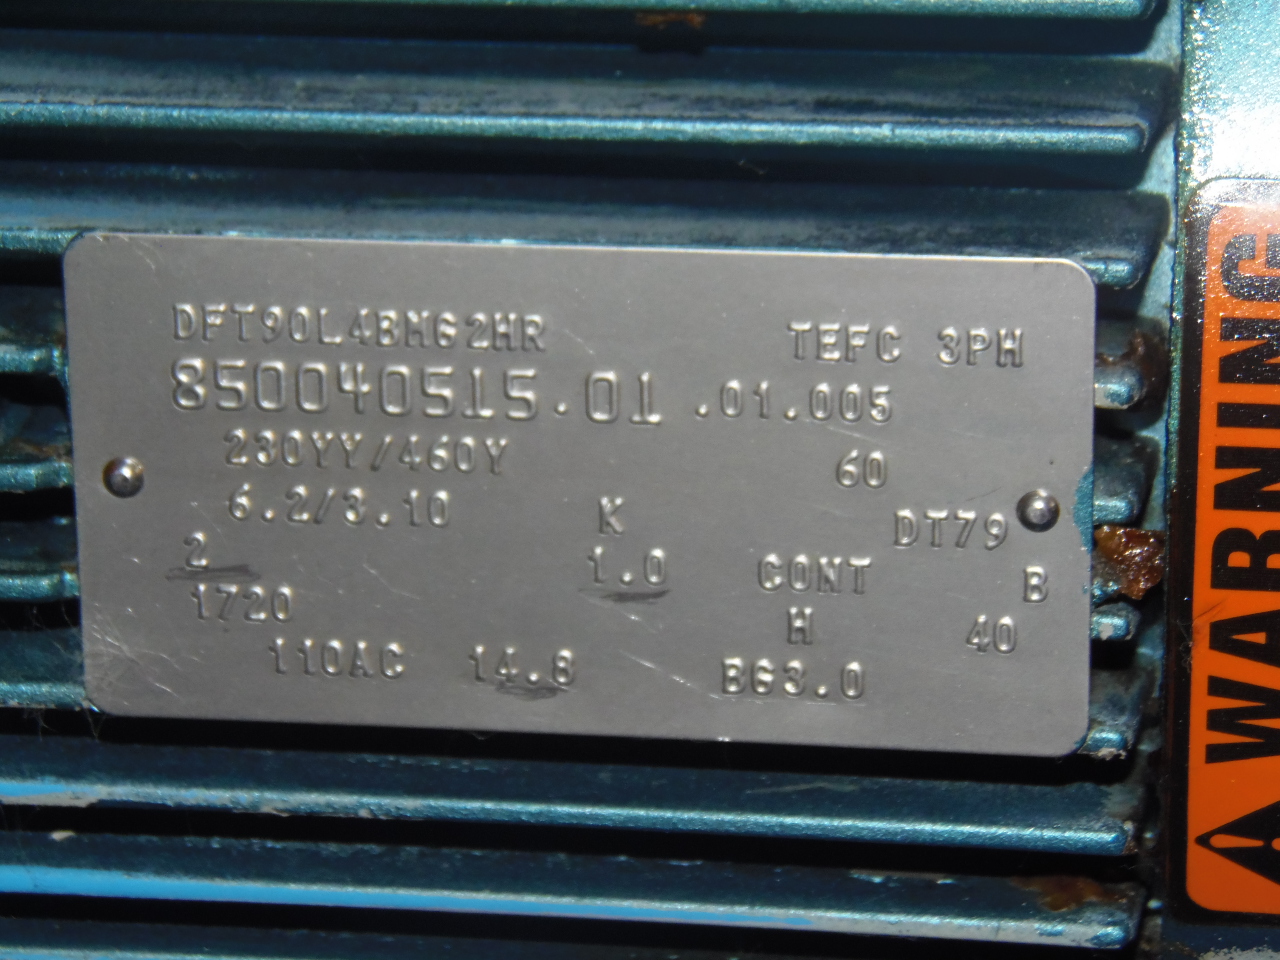 DFT90L4BMG2HR TEFC 3PH
850040515.01.01.005
230YY/460Y 60
6.2/3.10 K DT79
2 1.0 CONT B
1720 H 40
110AC 14.8 BG3.0
WARNING